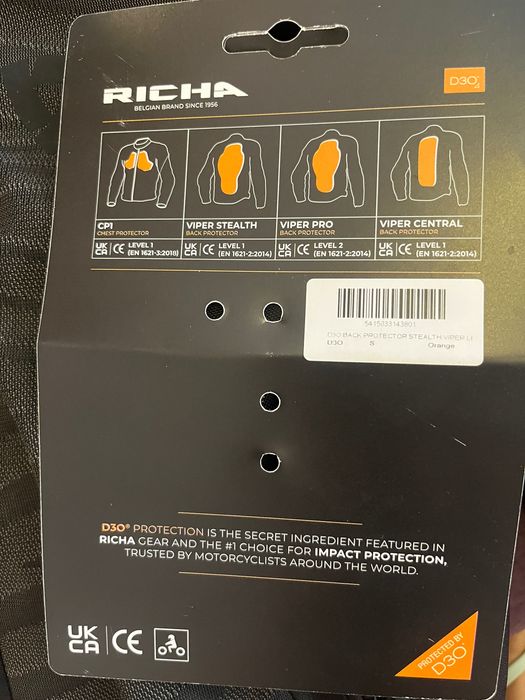 RICHA
BELGIAN BRAND SINCE 1956
D3O
CP1
CHEST PROTECTOR
UK CA CE LEVEL 1
(EN 1621-3:2018)
VIPER STEALTH
BACK PROTECTOR
UK CA CE LEVEL 1
(EN 1621-2:2014)
VIPER PRO
BACK PROTECTOR
UK CA CE LEVEL 2
(EN 1621-2:2014)
VIPER CENTRAL
BACK PROTECTOR
UK CA CE LEVEL 1
(EN 1621-2:2014)
5415033143801
D3O BACK PROTECTOR STEALTH VIPER L1
D3O S Orange
D3O® PROTECTION IS THE SECRET INGREDIENT FEATURED IN
RICHA GEAR AND THE #1 CHOICE FOR IMPACT PROTECTION,
TRUSTED BY MOTORCYCLISTS AROUND THE WORLD.
UK
CA CE
PROTECTED BY
D3O